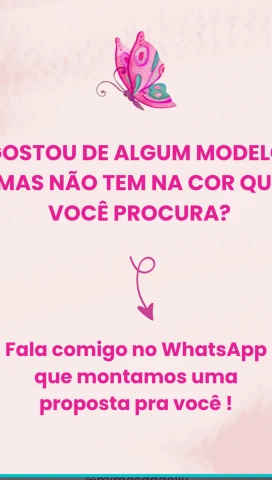 GOSTOU DE ALGUM MODELO
MAS NÃO TEM NA COR QU
VOCÊ PROCURA?
Fala comigo no WhatsApp
que montamos uma
proposta pra você !